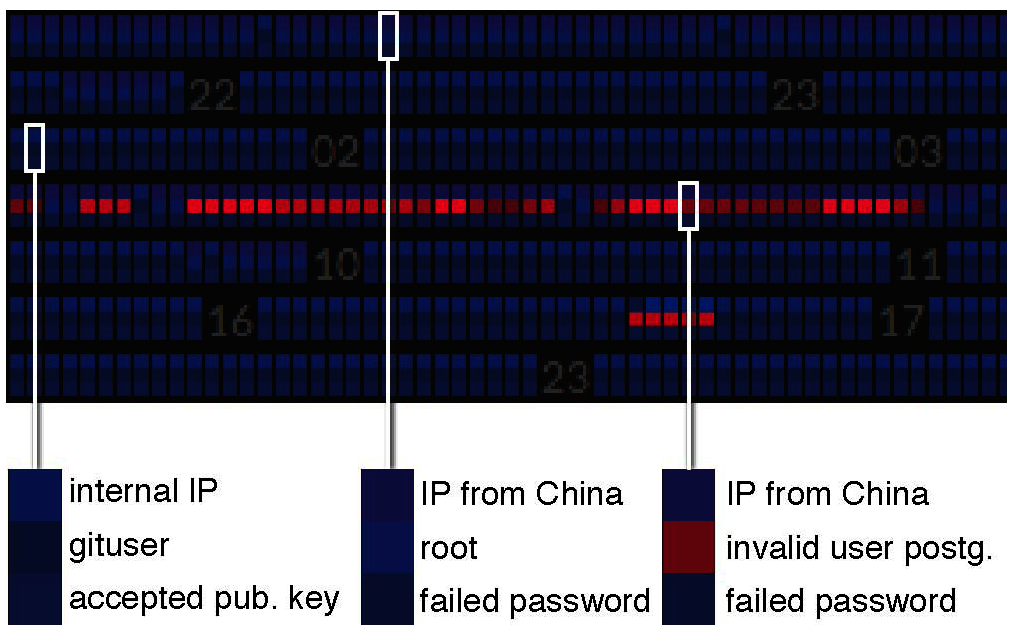 22 23
02 03
10 11
16 17
23
internal IP
gituser
accepted pub. key
IP from China
root
failed password
IP from China
invalid user postg.
failed password